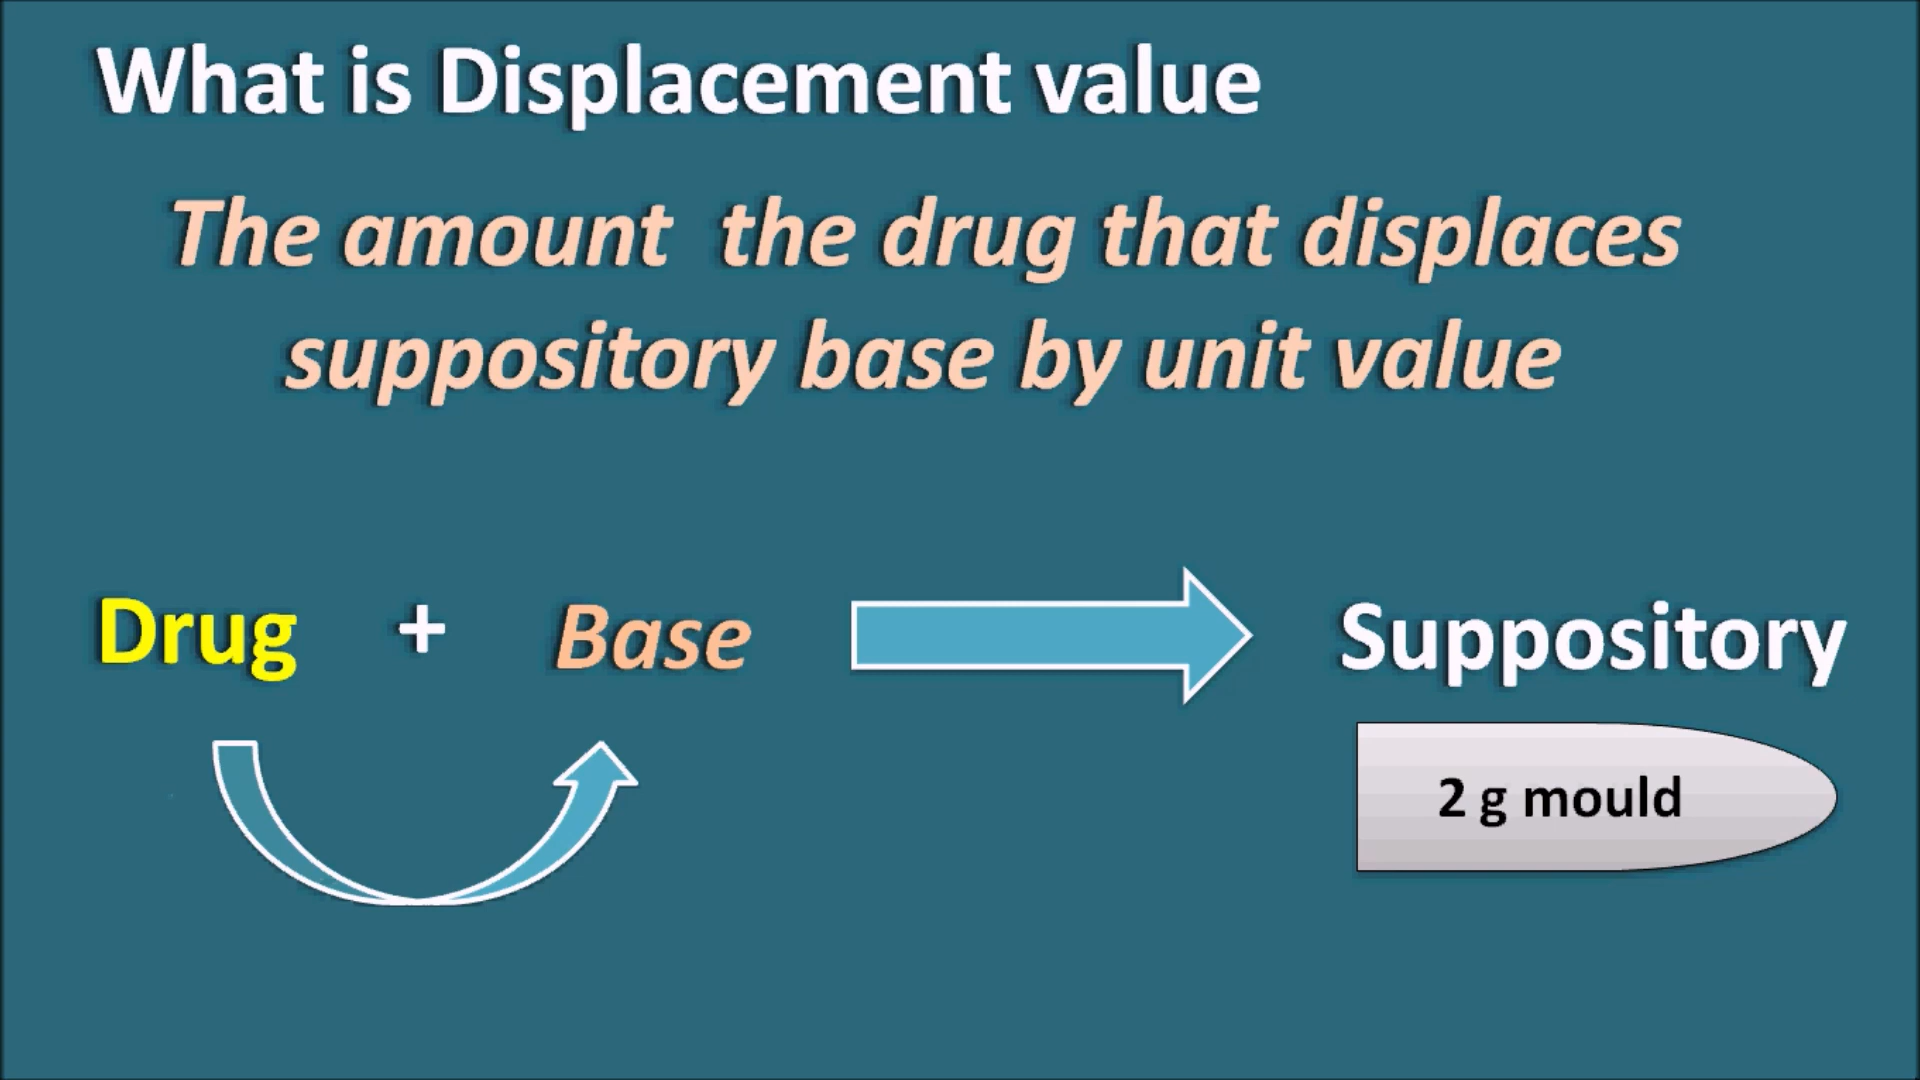 What is Displacement value
The amount the drug that displaces
suppository base by unit value
Drug + Base Suppository
2 g mould